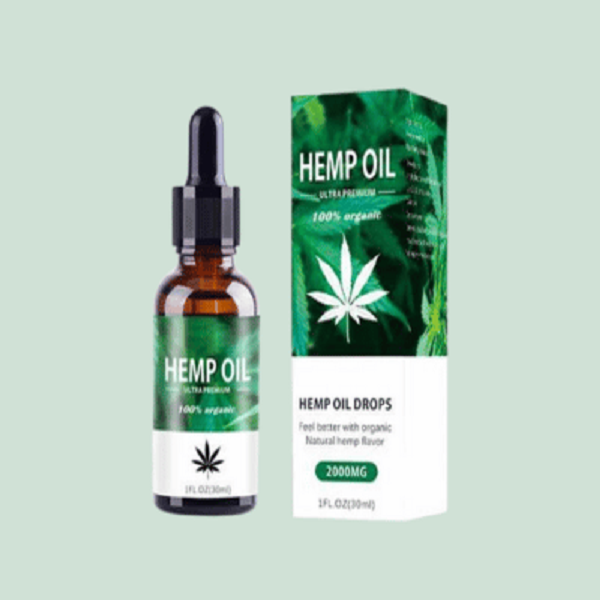 HEMP OIL
ULTRA PREMIUM
100% organic
1FL.OZ(30ml)
HEMP OIL
ULTRA PREMIUM
100% organic
HEMP OIL DROPS
Feel better with organic
Natural hemp flavor
2000MG
1FL.OZ(30ml)